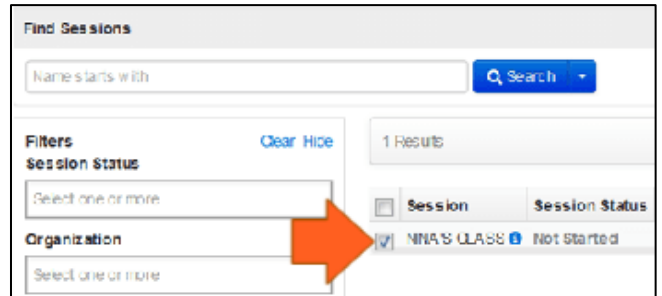 Find Sessions
Name starts with
Search
Filters Clear Hide
Session Status
Select one or more
Organization
Select one or more
1 Results
Session Session Status
NINA'S CLASS Not Started